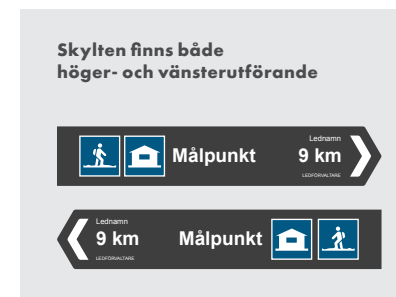 Skylten finns både
höger- och vänsterutförande
Lednamn
Målpunkt 9 km
LEDFÖRVALTARE
Lednamn
9 km Målpunkt
LEDFÖRVALTARE